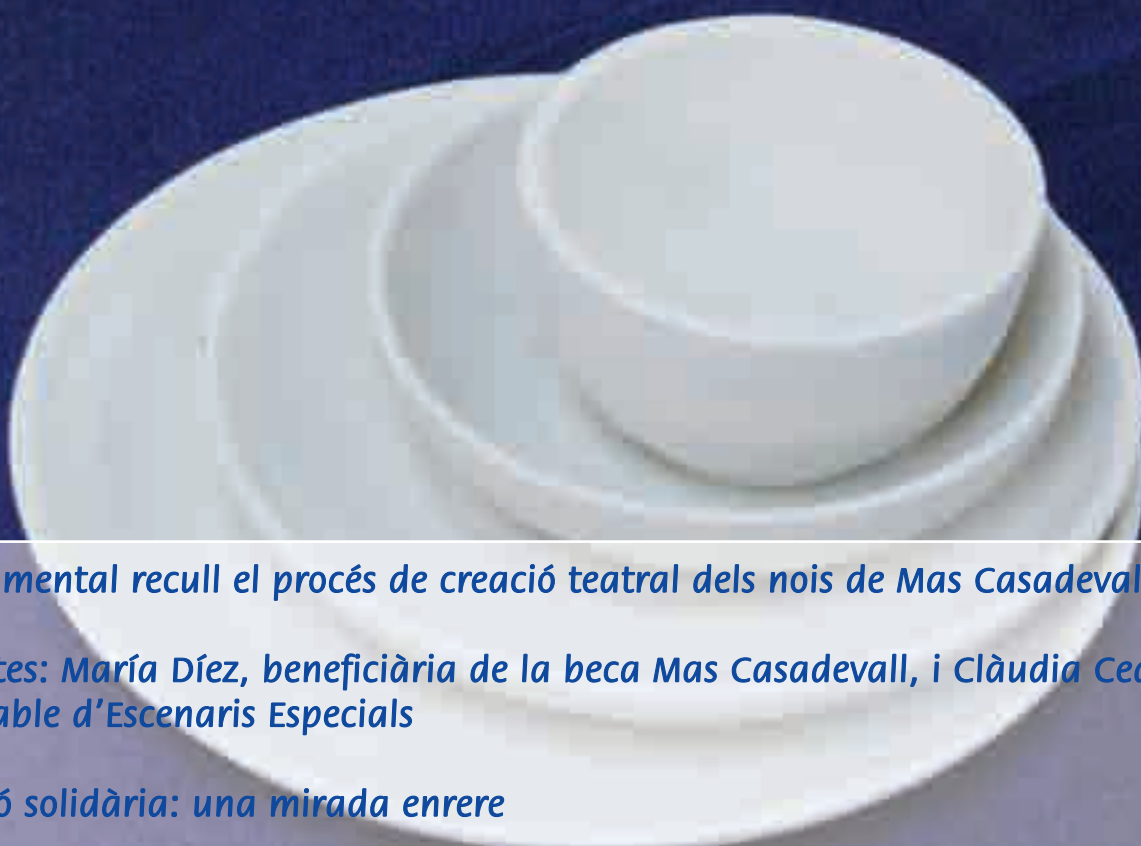 mental recull el procés de creació teatral dels nois de Mas Casadeval
tes: María Díez, beneficiària de la beca Mas Casadevall, i Clàudia Ced
able d’Escenaris Especials
ó solidària: una mirada enrere